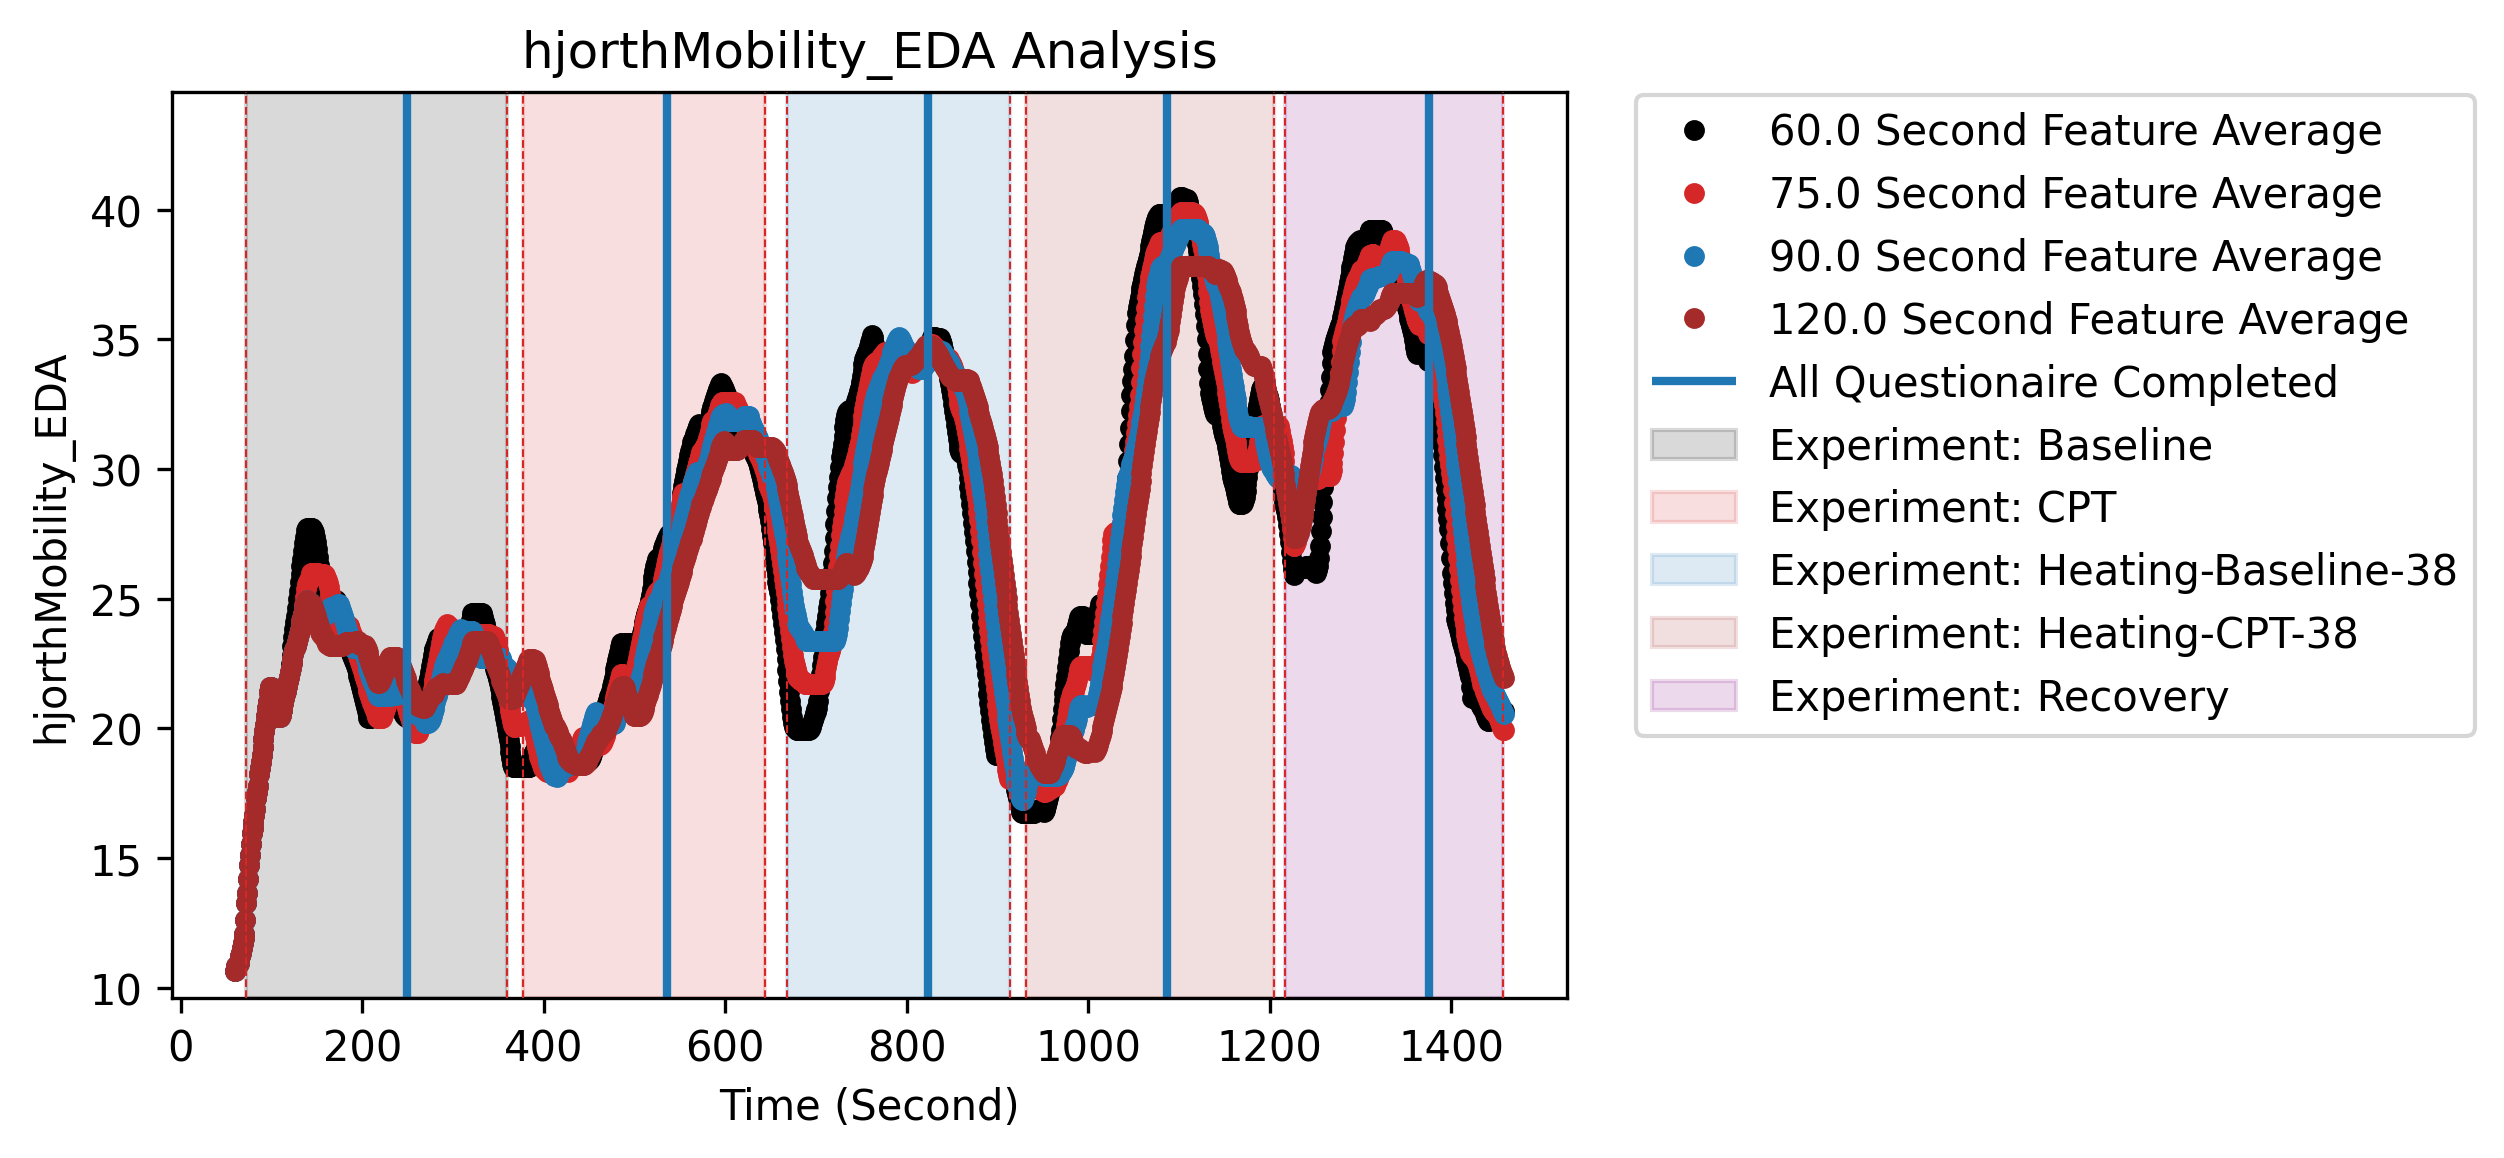 hjorthMobility_EDA Analysis
hjorthMobility_EDA
40
35
30
25
20
15
10
0
200
400
600
800
1000
1200
1400
Time (Second)
60.0 Second Feature Average
75.0 Second Feature Average
90.0 Second Feature Average
120.0 Second Feature Average
All Questionaire Completed
Experiment: Baseline
Experiment: CPT
Experiment: Heating-Baseline-38
Experiment: Heating-CPT-38
Experiment: Recovery